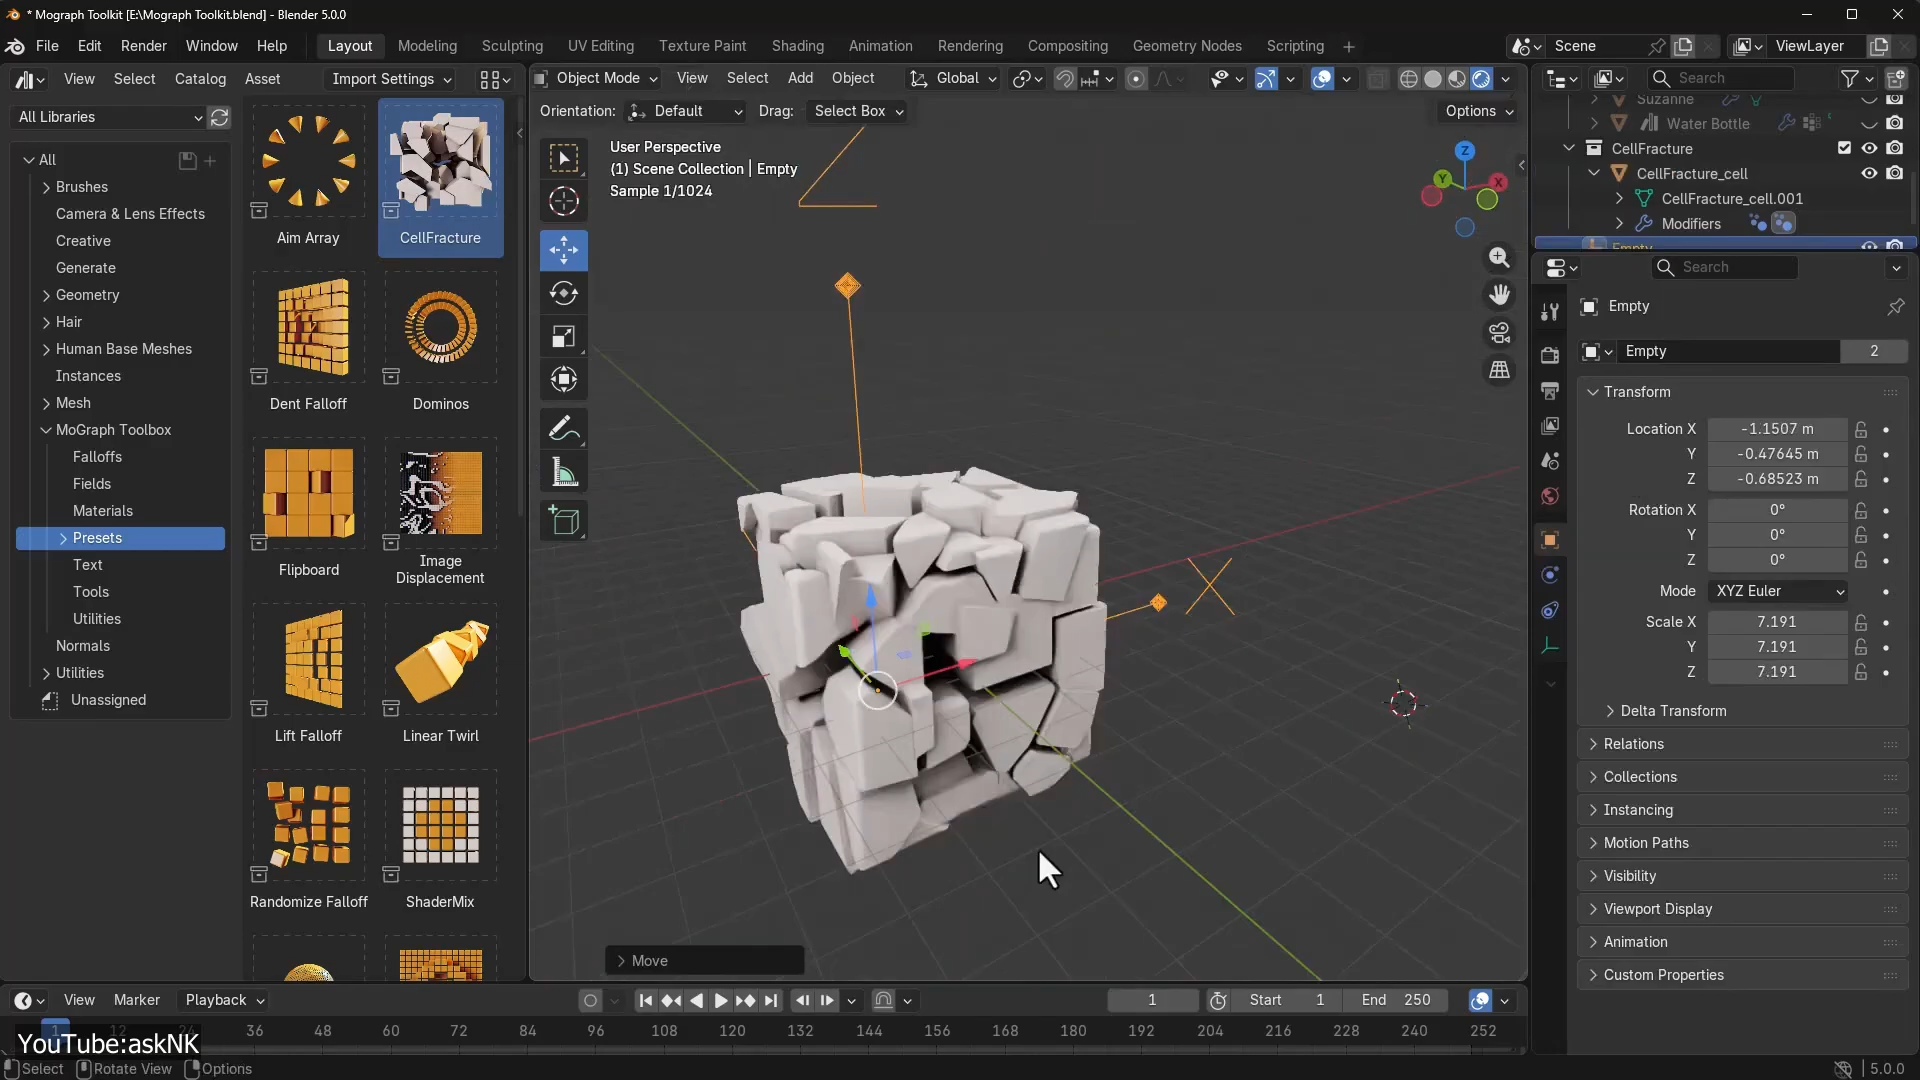 * Mograph Toolkit [E:\Mograph Toolkit.blend] - Blender 5.0.0
File Edit Render Window Help
Layout Modeling Sculpting UV Editing Texture Paint Shading Animation Rendering Compositing Geometry Nodes Scripting
Scene
ViewLayer
View Select Catalog Asset Import Settings
All Libraries
All
Brushes
Camera & Lens Effects
Creative
Generate
Geometry
Hair
Human Base Meshes
Instances
Mesh
MoGraph Toolbox
Falloffs
Fields
Materials
Presets
Text
Tools
Utilities
Normals
Utilities
Unassigned
Aim Array
CellFracture
Dent Falloff
Dominos
Flipboard
Image
Displacement
Lift Falloff
Linear Twirl
Randomize Falloff
ShaderMix
Object Mode View Select Add Object Global
Orientation: Default Drag: Select Box
Options
User Perspective
(1) Scene Collection | Empty
Sample 1/1024
Z
X
Z
Y
X
Move
Search
Suzanne
Water Bottle
CellFracture
CellFracture_cell
CellFracture_cell.001
Modifiers
Empty
Search
Empty
Empty 2
Transform
Location X -1.1507 m
Y -0.47645 m
Z -0.68523 m
Rotation X 0°
Y 0°
Z 0°
Mode XYZ Euler
Scale X 7.191
Y 7.191
Z 7.191
Delta Transform
Relations
Collections
Instancing
Motion Paths
Visibility
Viewport Display
Animation
Custom Properties
View Marker Playback
1 Start 1 End 250
1 12 24 36 48 60 72 84 96 108 120 132 144 156 168 180 192 204 216 228 240 252
YouTube:askNK
Select Rotate View Options
5.0.0